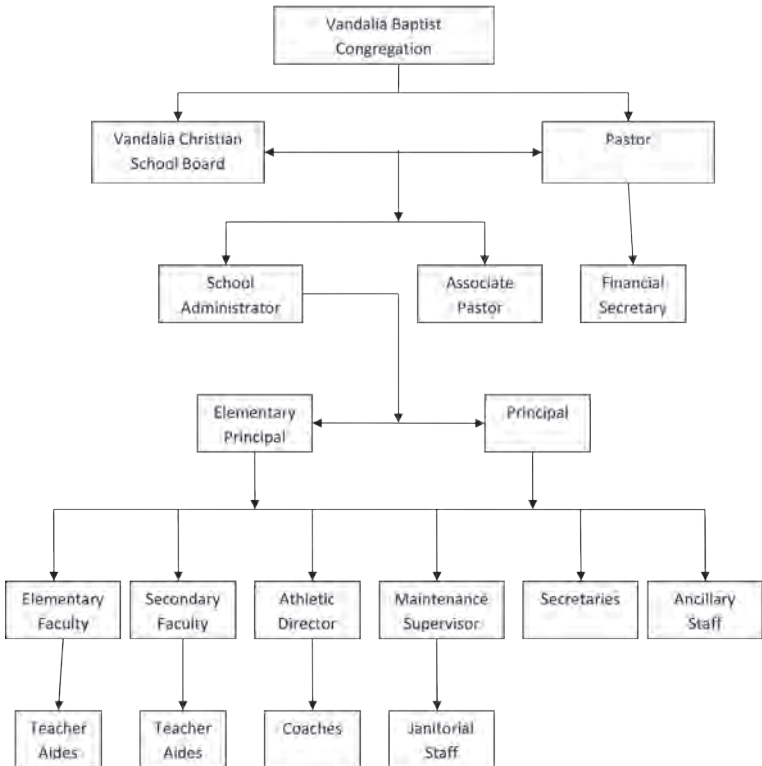 Vandalia Baptist
Congregation
Vandalia Christian
School Board
Pastor
School
Administrator
Associate
Pastor
Financial
Secretary
Elementary
Principal
Principal
Elementary
Faculty
Secondary
Faculty
Athletic
Director
Maintenance
Supervisor
Secretaries
Ancillary
Staff
Teacher
Aides
Teacher
Aides
Coaches
Janitorial
Staff